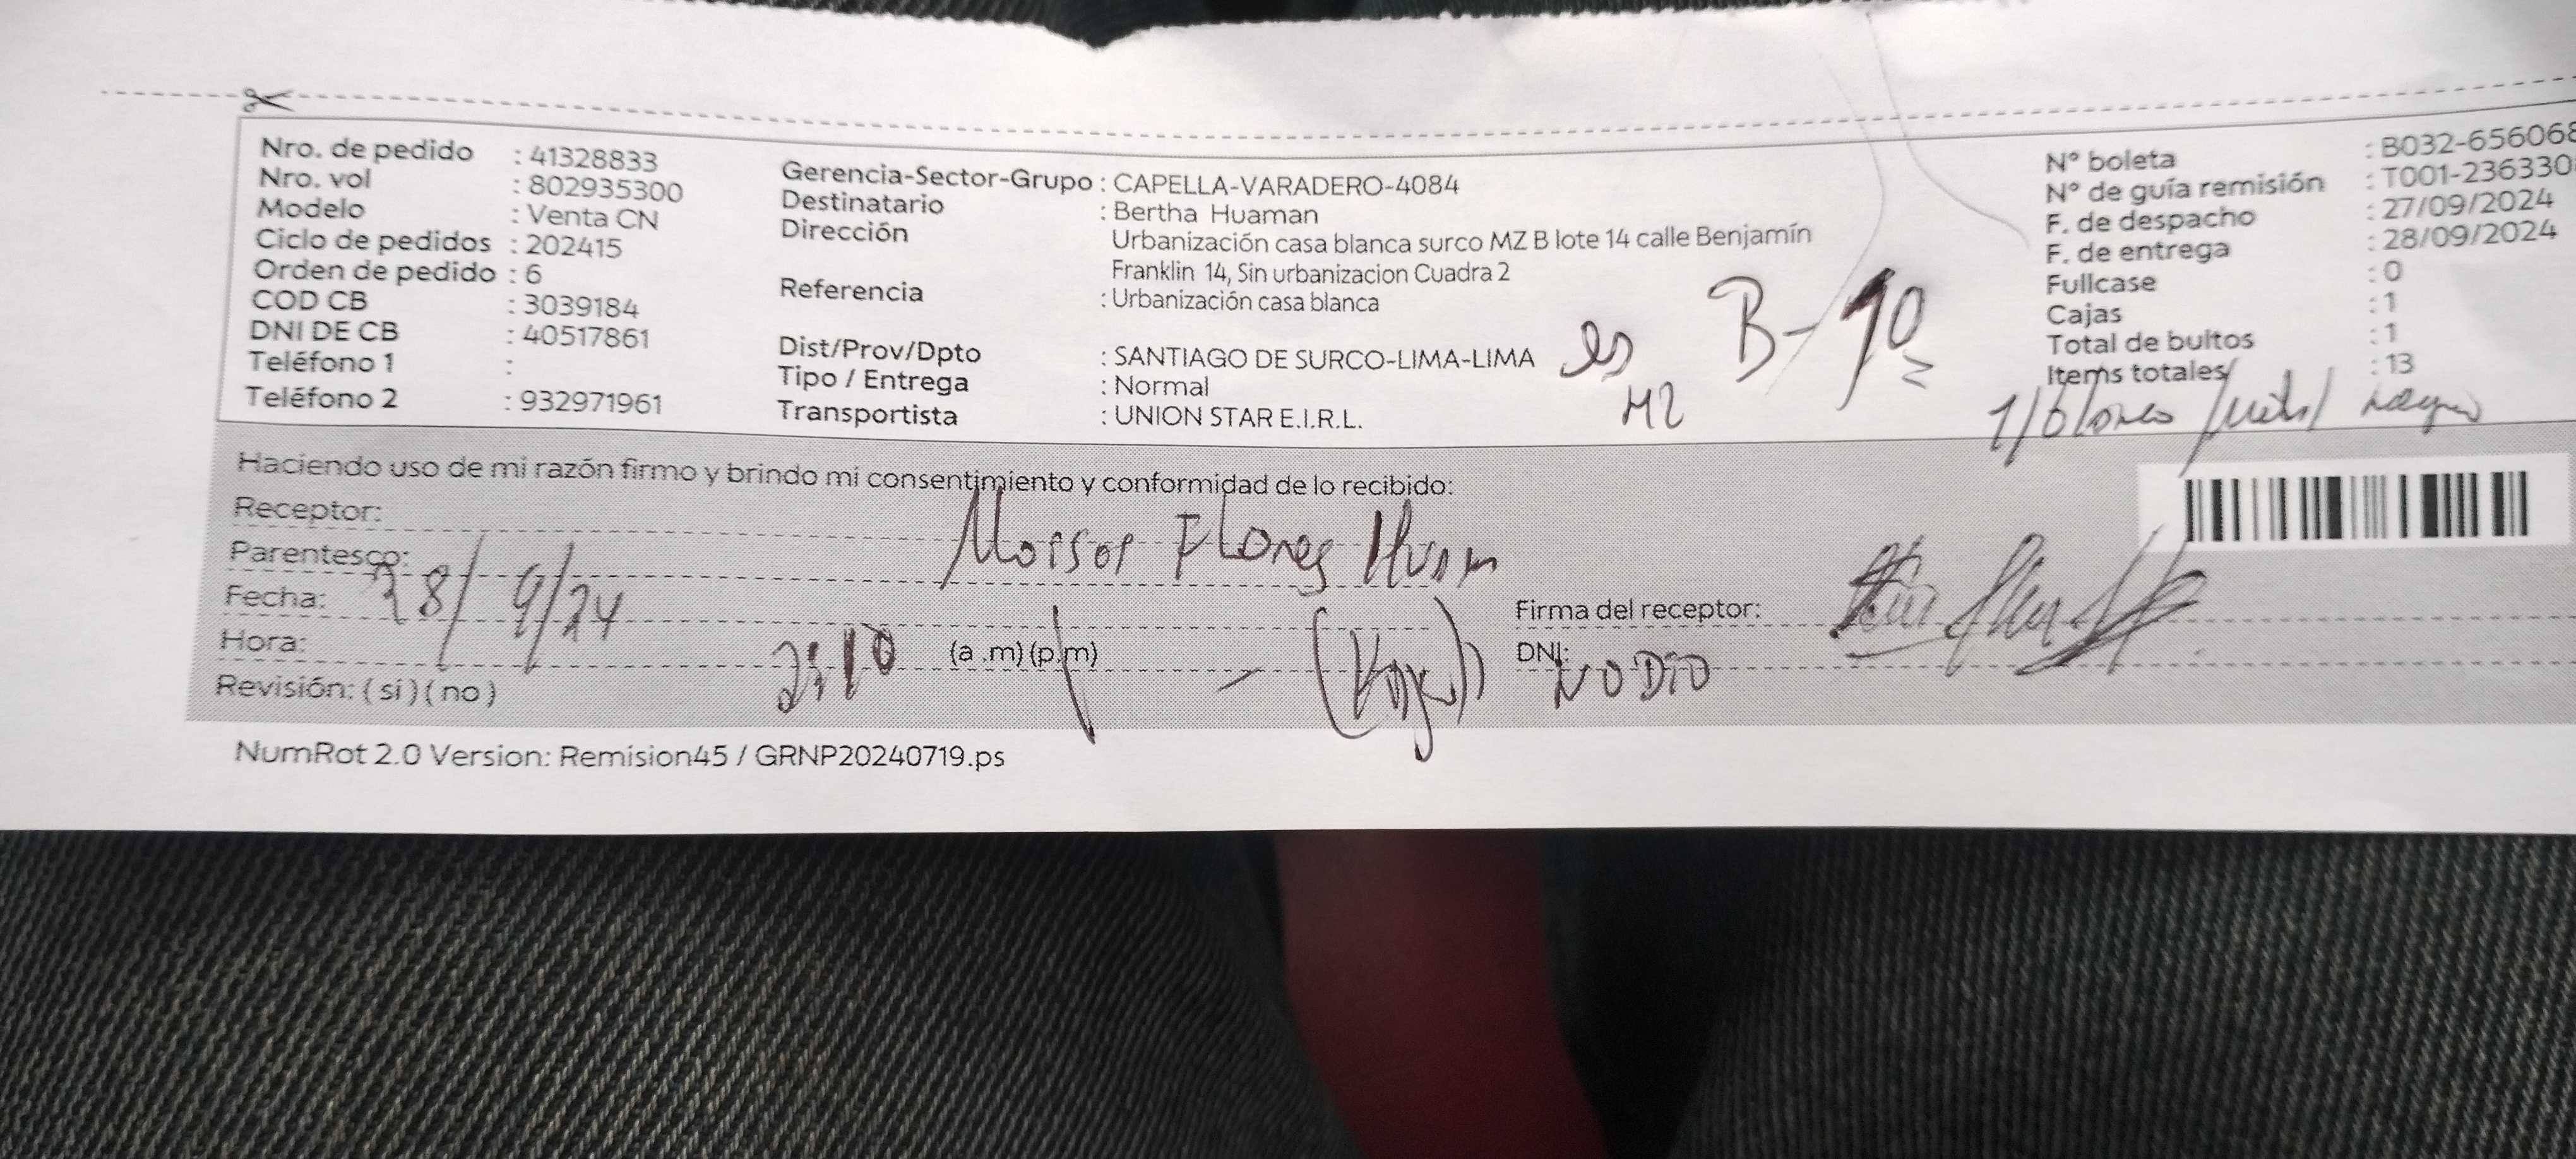 Nro. de pedido : 41328833
Nro. vol : 802935300
Modelo : Venta CN
Ciclo de pedidos : 202415
Orden de pedido : 6
COD CB : 3039184
DNI DE CB : 40517861
Teléfono 1 :
Teléfono 2 : 932971961
Gerencia-Sector-Grupo : CAPELLA-VARADERO-4084
Destinatario : Bertha Huaman
Dirección Urbanización casa blanca surco MZ B lote 14 calle Benjamín
Franklin 14, Sin urbanizacion Cuadra 2
Referencia : Urbanización casa blanca
Dist/Prov/Dpto : SANTIAGO DE SURCO-LIMA-LIMA
Tipo / Entrega : Normal
Transportista : UNION STAR E.I.R.L.
es B-10
MZ
N° boleta : B032-656068
N° de guía remisión : T001-236330
F. de despacho : 27/09/2024
F. de entrega : 28/09/2024
Fullcase : 0
Cajas : 1
Total de bultos : 1
Items totales : 13
Haciendo uso de mi razón firmo y brindo mi consentimiento y conformidad de lo recibido:
Receptor:
Parentesco: Flores
Fecha: 28/9/24
Firma del receptor:
Hora: 2:10 (a .m) (p.m)
DNI: NO DIO
Revisión: ( si ) ( no )
NumRot 2.0 Version: Remision45 / GRNP20240719.ps